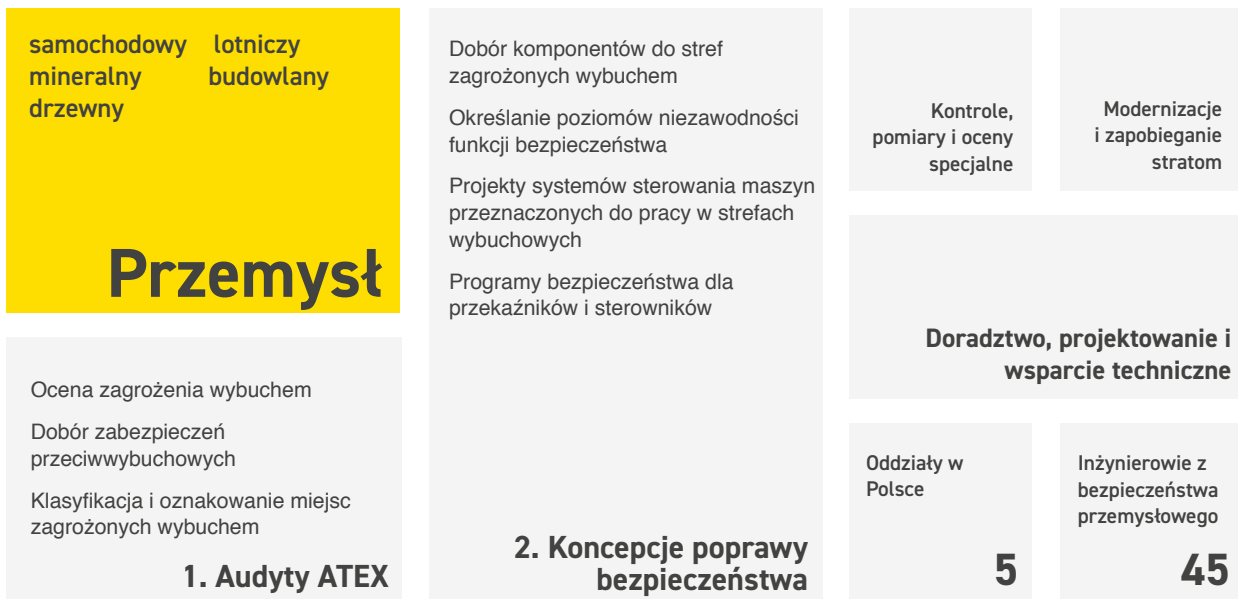 samochodowy lotniczy
mineralny budowlany
drzewny
Przemysł
Ocena zagrożenia wybuchem
Dobór zabezpieczeń
przeciwwybuchowych
Klasyfikacja i oznakowanie miejsc
zagrożonych wybuchem
1. Audyty ATEX
Dobór komponentów do stref
zagrożonych wybuchem
Określanie poziomów niezawodności
funkcji bezpieczeństwa
Projekty systemów sterowania maszyn
przeznaczonych do pracy w strefach
wybuchowych
Programy bezpieczeństwa dla
przekaźników i sterowników
2. Koncepcje poprawy
bezpieczeństwa
Kontrole,
pomiary i oceny
specjalne
Modernizacje
i zapobieganie
stratom
Doradztwo, projektowanie i
wsparcie techniczne
Oddziały w
Polsce
5
Inżynierowie z
bezpieczeństwa
przemysłowego
45